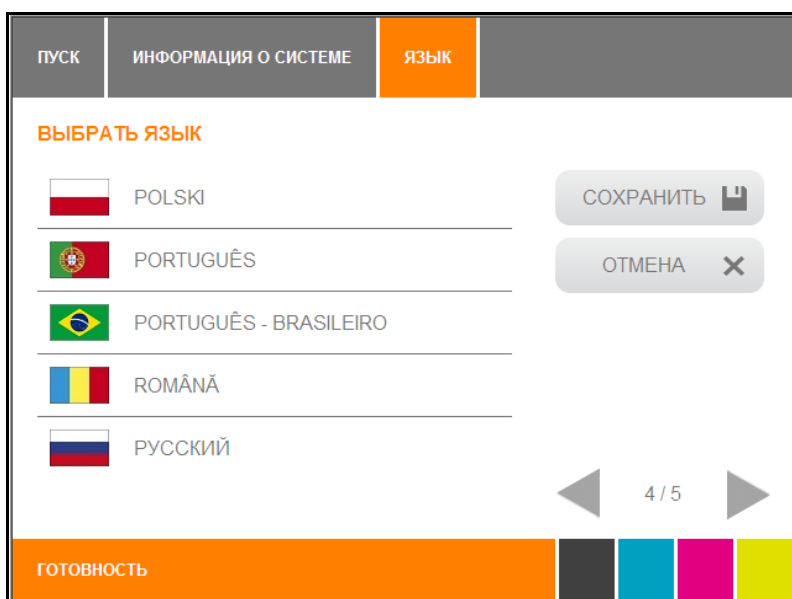 ПУСК ИНФОРМАЦИЯ О СИСТЕМЕ ЯЗЫК
ВЫБРАТЬ ЯЗЫК
POLSKI
PORTUGUÊS
PORTUGUÊS - BRASILEIRO
ROMÂNĂ
РУССКИЙ
СОХРАНИТЬ
ОТМЕНА
4 / 5
ГОТОВНОСТЬ